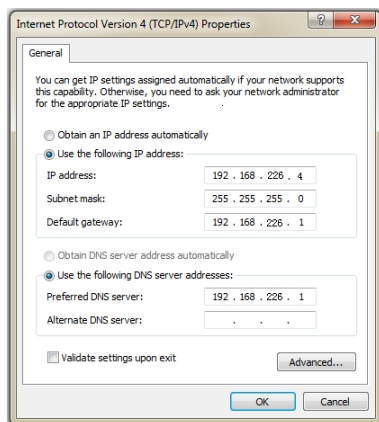 Internet Protocol Version 4 (TCP/IPv4) Properties
General
You can get IP settings assigned automatically if your network supports
this capability. Otherwise, you need to ask your network administrator
for the appropriate IP settings.
Obtain an IP address automatically
Use the following IP address:
IP address: 192 . 168 . 226 . 4
Subnet mask: 255 . 255 . 255 . 0
Default gateway: 192 . 168 . 226 . 1
Obtain DNS server address automatically
Use the following DNS server addresses:
Preferred DNS server: 192 . 168 . 226 . 1
Alternate DNS server: . . .
Validate settings upon exit
Advanced...
OK Cancel